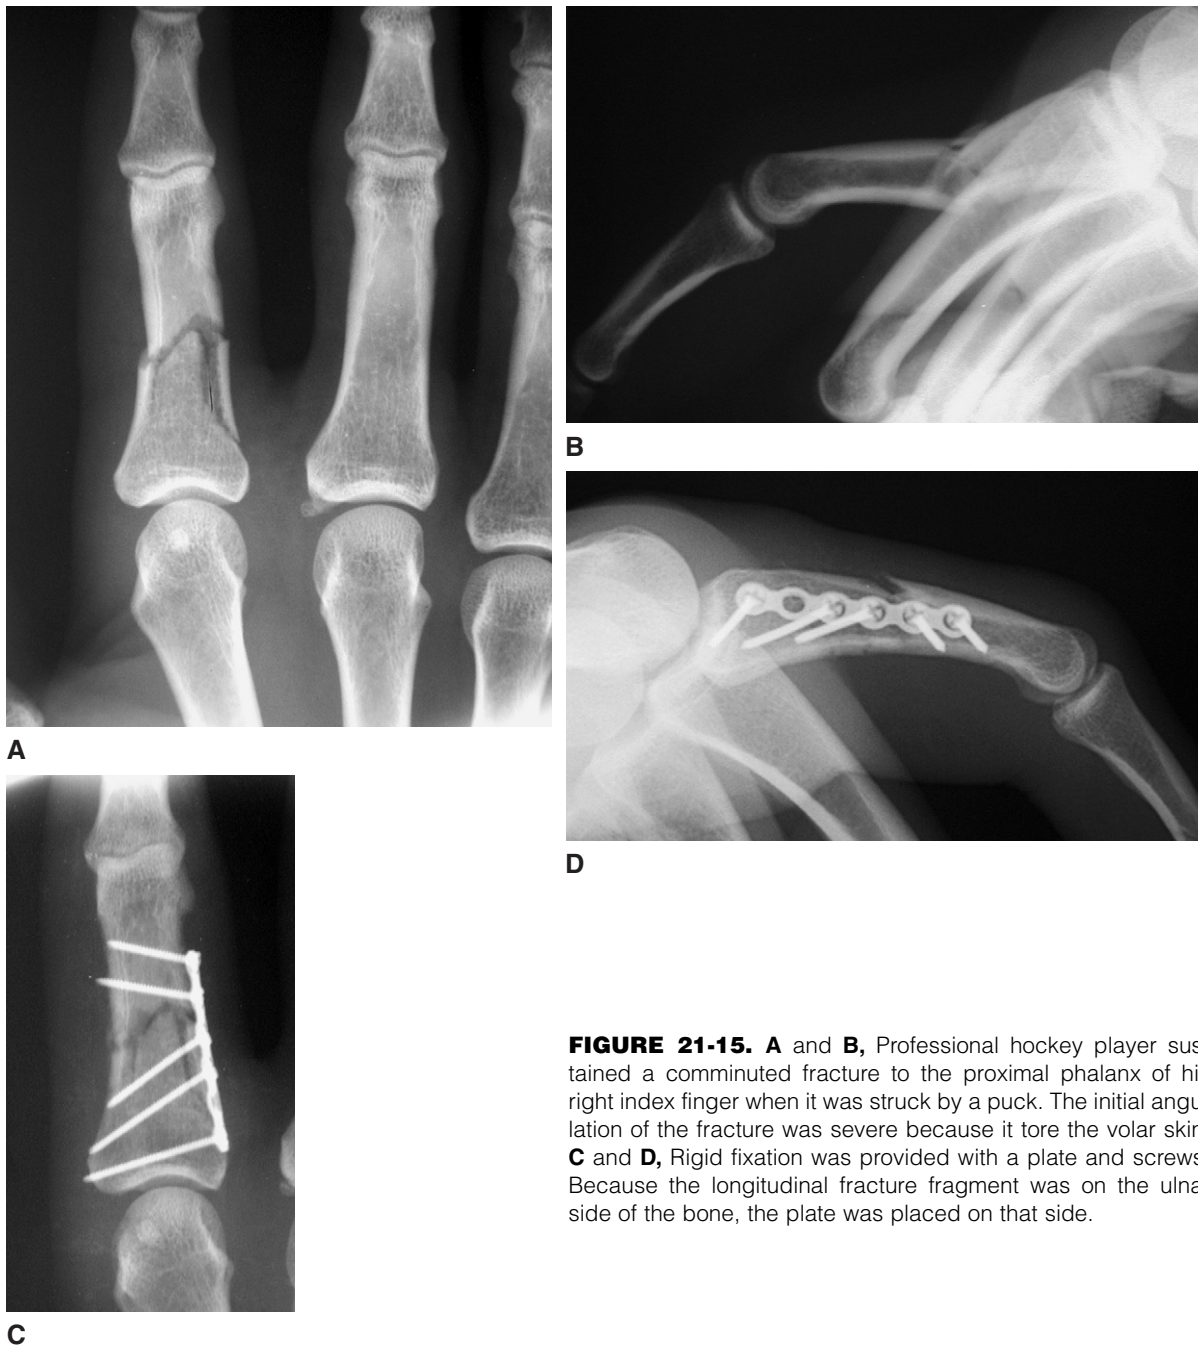 A
B
D
C
FIGURE 21-15. A and B, Professional hockey player sus
tained a comminuted fracture to the proximal phalanx of hi
right index finger when it was struck by a puck. The initial angu
lation of the fracture was severe because it tore the volar skin
C and D, Rigid fixation was provided with a plate and screws
Because the longitudinal fracture fragment was on the ulna
side of the bone, the plate was placed on that side.